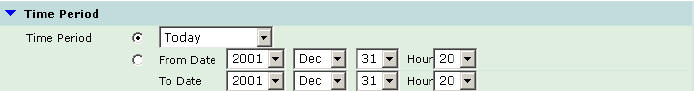 Time Period
Time Period Today
From Date 2001 Dec 31 Hour 20
To Date 2001 Dec 31 Hour 20